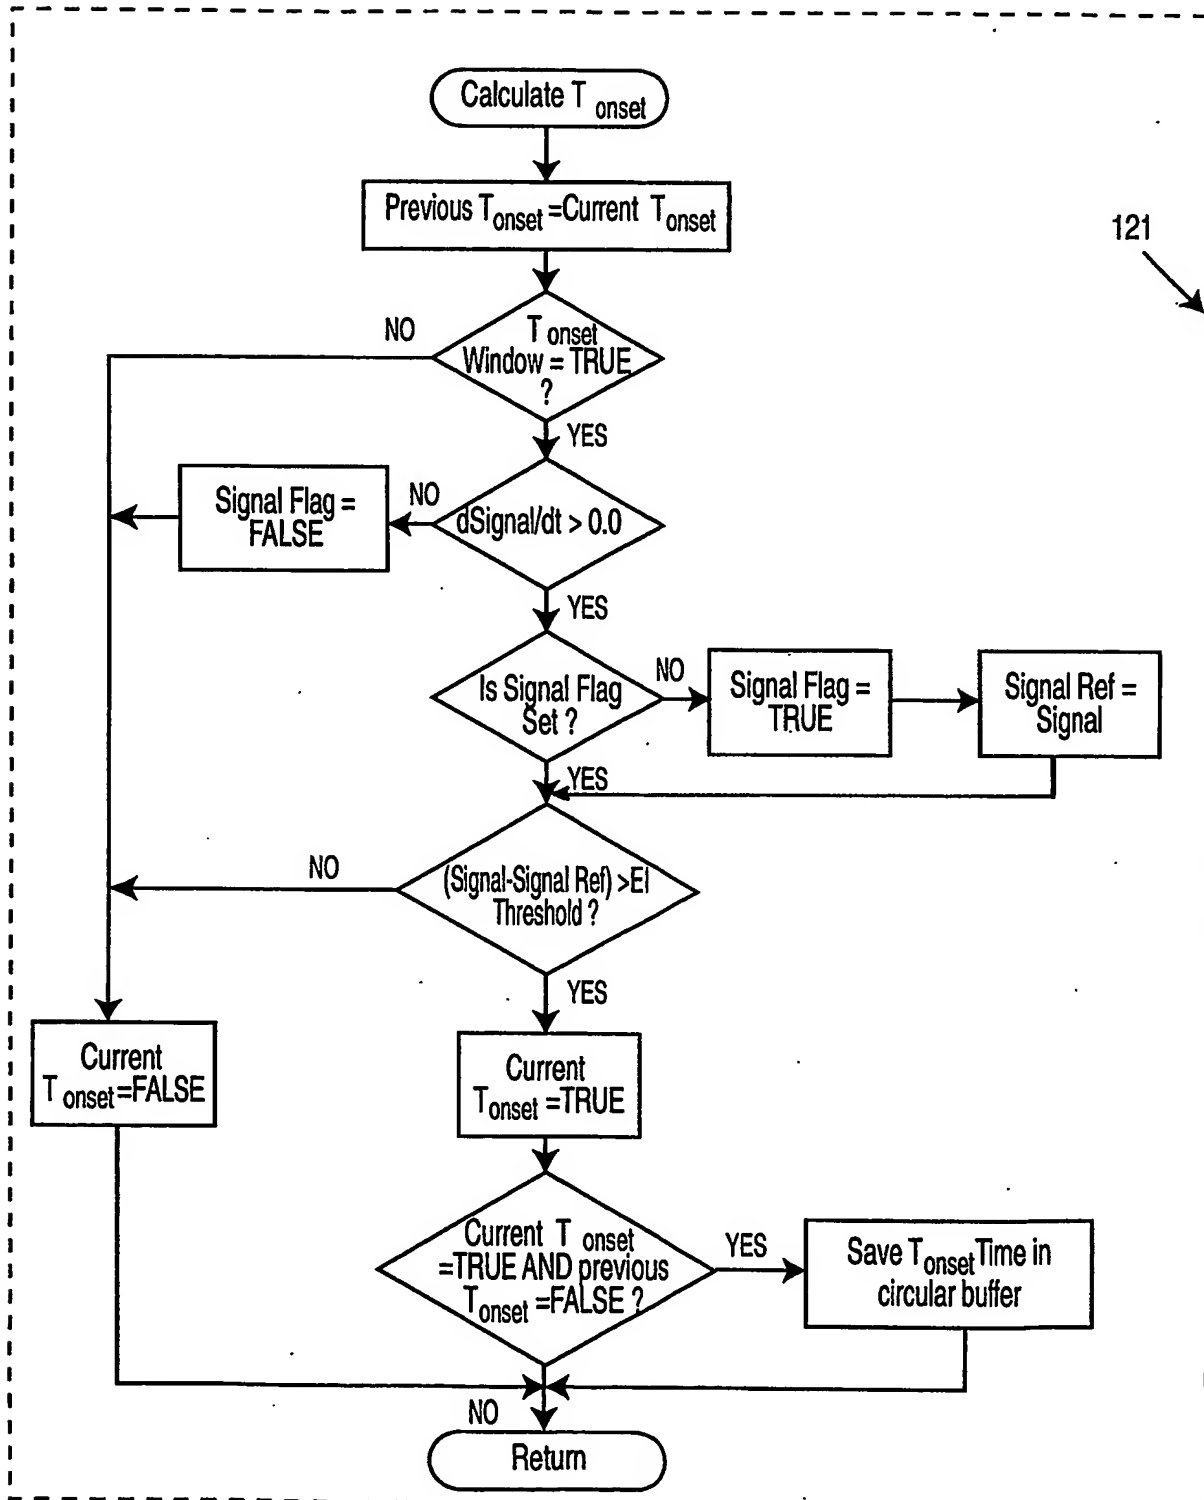 Calculate T onset
Previous Tonset =Current Tonset
121
NO
T onset
Window = TRUE
?
YES
Signal Flag =
FALSE
NO
dSignal/dt > 0.0
YES
Is Signal Flag
Set ?
NO
Signal Flag =
TRUE
Signal Ref =
Signal
YES
NO
(Signal-Signal Ref) >EI
Threshold ?
YES
Current
T onset=FALSE
Current
Tonset =TRUE
Current T onset
=TRUE AND previous
Tonset =FALSE ?
YES
Save Tonset Time in
circular buffer
NO
Return